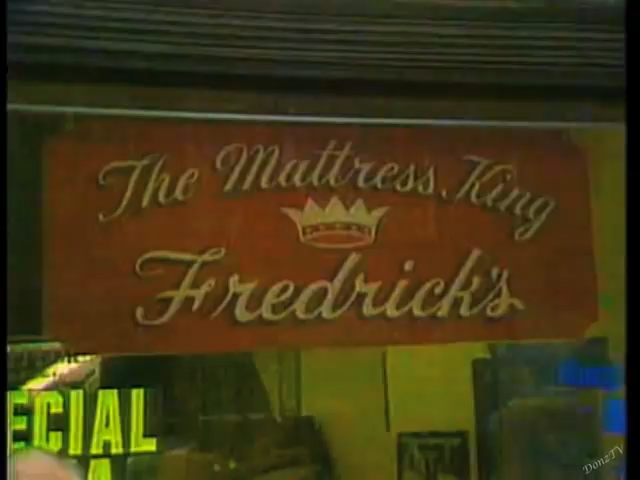 The Mattress King
Fredrick's
ECIAL
A
DonzTV